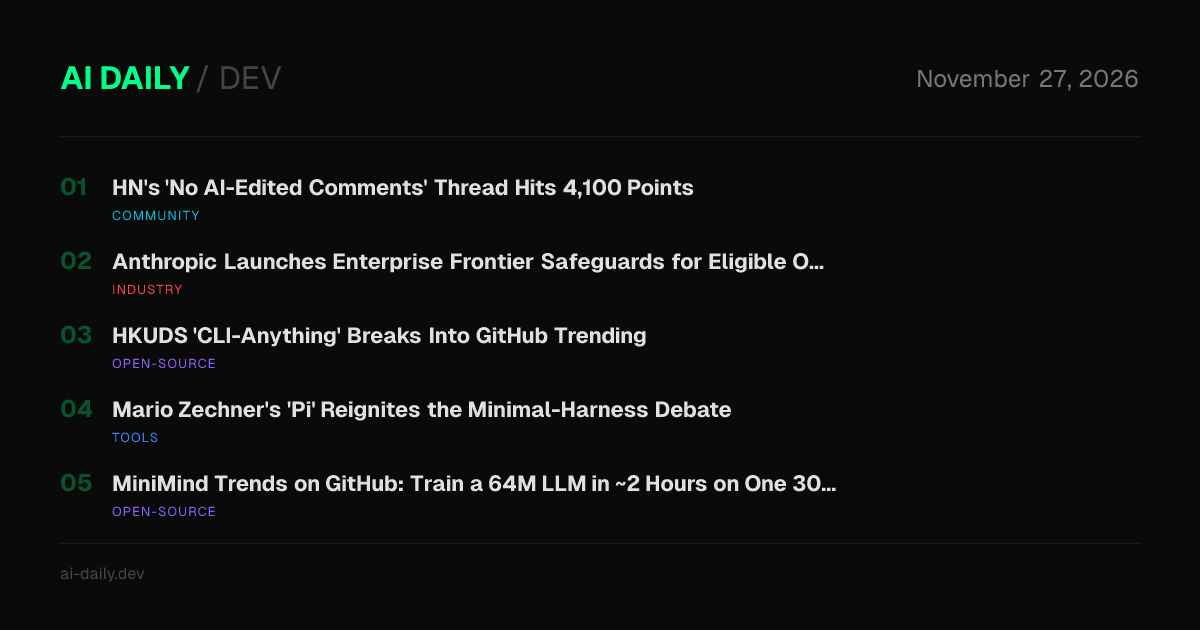 AI DAILY / DEV
November 27, 2026
01 HN's 'No AI-Edited Comments' Thread Hits 4,100 Points
COMMUNITY
02 Anthropic Launches Enterprise Frontier Safeguards for Eligible O...
INDUSTRY
03 HKUDS 'CLI-Anything' Breaks Into GitHub Trending
OPEN-SOURCE
04 Mario Zechner's 'Pi' Reignites the Minimal-Harness Debate
TOOLS
05 MiniMind Trends on GitHub: Train a 64M LLM in ~2 Hours on One 30...
OPEN-SOURCE
ai-daily.dev